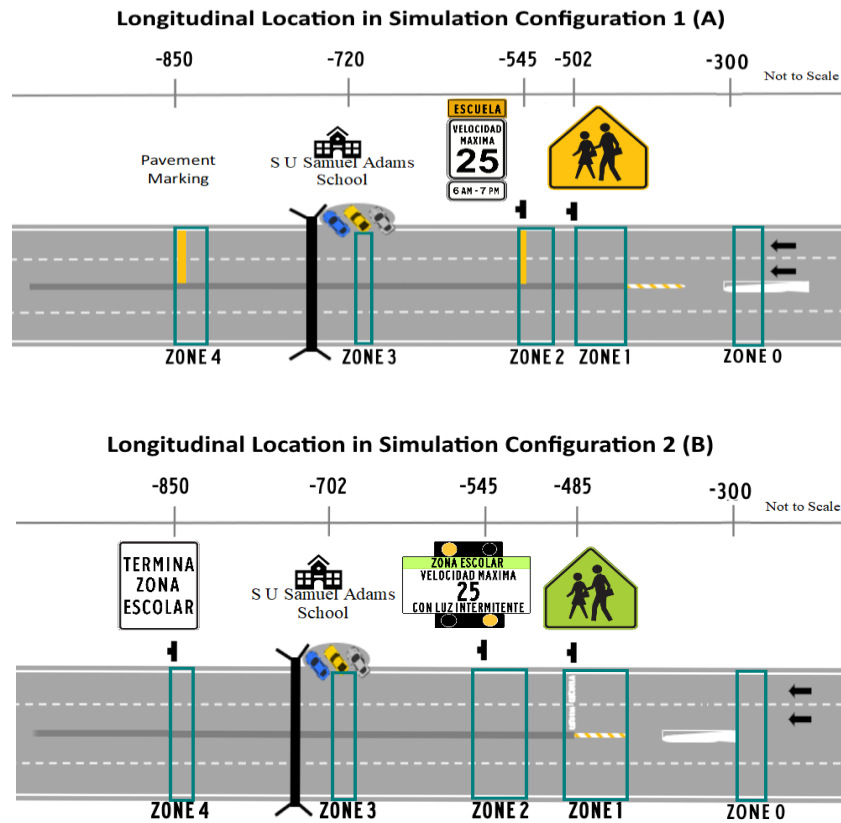 Longitudinal Location in Simulation Configuration 1 (A)
-850 -720 -545 -502 -300
Not to Scale
ESCUELA
VELOCIDAD
MAXIMA
25
6 AM - 7 PM
Pavement
Marking
S U Samuel Adams
School
ZONE 4 ZONE 3 ZONE 2 ZONE 1 ZONE 0
Longitudinal Location in Simulation Configuration 2 (B)
-850 -702 -545 -485 -300
Not to Scale
TERMINA
ZONA
ESCOLAR
S U Samuel Adams
School
ZONA ESCOLAR
VELOCIDAD MAXIMA
25
CON LUZ INTERMITENTE
ZONE 4 ZONE 3 ZONE 2 ZONE 1 ZONE 0